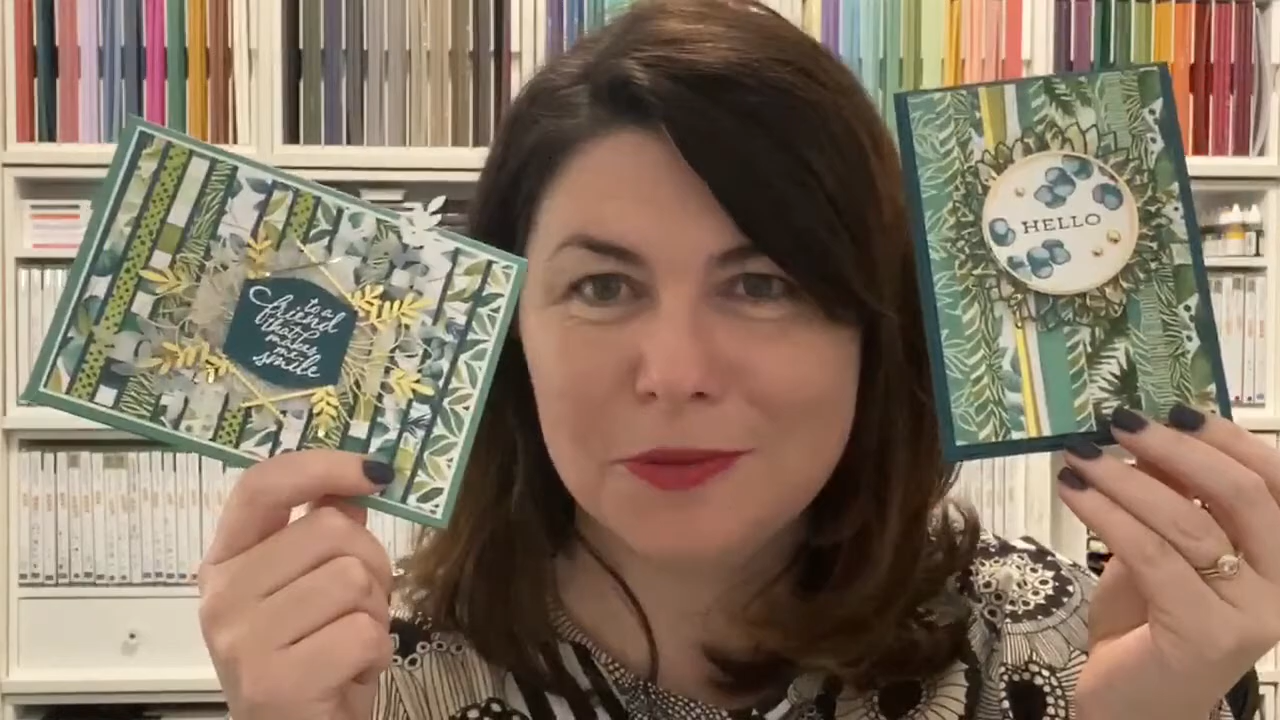 to a
friend
that
makes
me
smile
HELLO